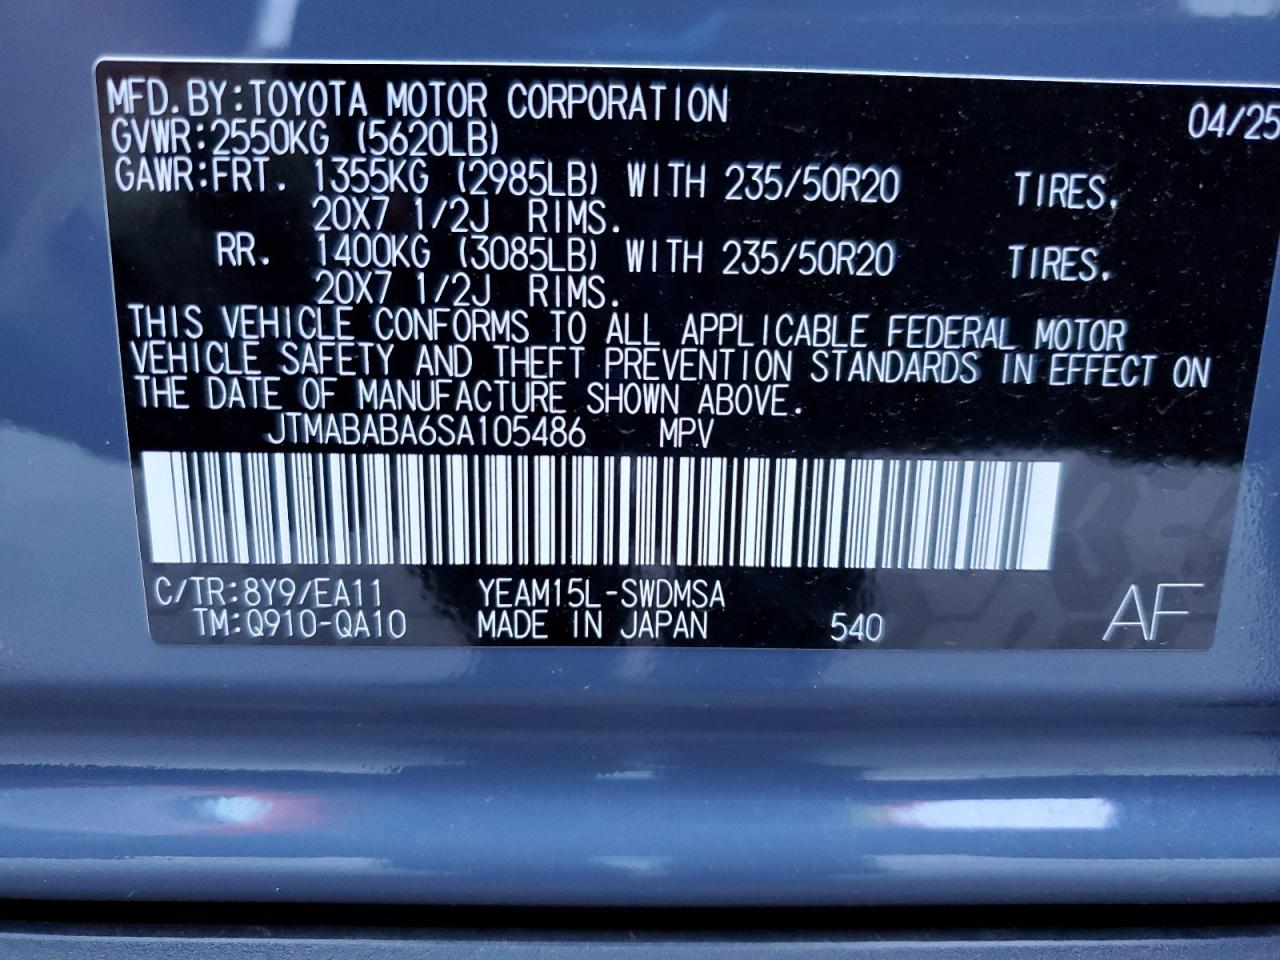 MFD.BY:TOYOTA MOTOR CORPORATION 04/25
GVWR:2550KG (5620LB)
GAWR:FRT. 1355KG (2985LB) WITH 235/50R20 TIRES.
20X7 1/2J RIMS.
RR. 1400KG (3085LB) WITH 235/50R20 TIRES.
20X7 1/2J RIMS.
THIS VEHICLE CONFORMS TO ALL APPLICABLE FEDERAL MOTOR
VEHICLE SAFETY AND THEFT PREVENTION STANDARDS IN EFFECT ON
THE DATE OF MANUFACTURE SHOWN ABOVE.
JTMABABA6SA105486 MPV
C/TR:8Y9/EA11 YEAM15L-SWDMSA
TM:Q910-QA10 MADE IN JAPAN 540 AF